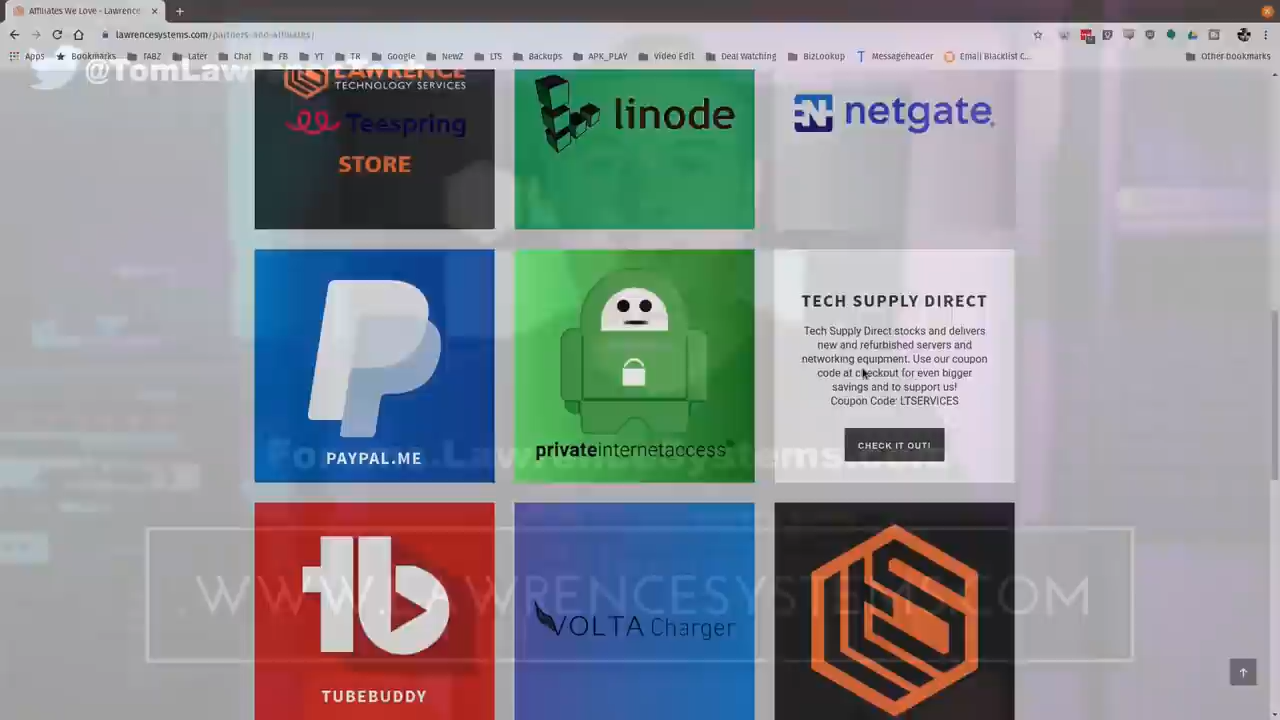 Affiliates We Love - Lawrence
lawrencesystems.com/partners-and-affiliates/
Apps Bookmarks TABZ Later Chat FB YT TR Google NewZ LTS Backups APK_PLAY Video Edit Deal Watching BizLookup Messageheader Email Blacklist C... Other bookmarks
@TomLawrenceTech
LAWRENCE
TECHNOLOGY SERVICES
Teespring
STORE
linode
netgate
PAYPAL.ME
privateinternetaccess
TECH SUPPLY DIRECT
Tech Supply Direct stocks and delivers
new and refurbished servers and
networking equipment. Use our coupon
code at checkout for even bigger
savings and to support us!
Coupon Code: LTSERVICES
CHECK IT OUT!
WWW.LAWRENCESYSTEMS.COM
TUBEBUDDY
VOLTA Charger